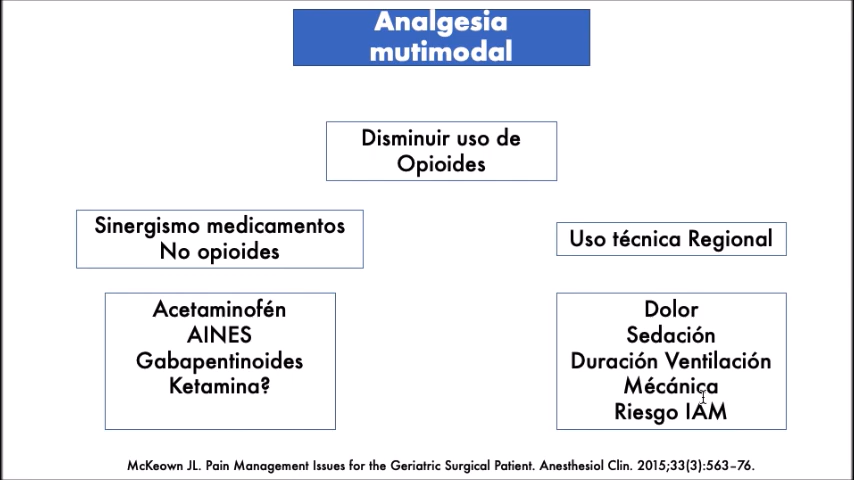 Analgesia
mutimodal
Disminuir uso de
Opioides
Sinergismo medicamentos
No opioides
Uso técnica Regional
Acetaminofén
AINES
Gabapentinoides
Ketamina?
Dolor
Sedación
Duración Ventilación
Mécánica
Riesgo IAM
McKeown JL. Pain Management Issues for the Geriatric Surgical Patient. Anesthesiol Clin. 2015;33(3):563–76.